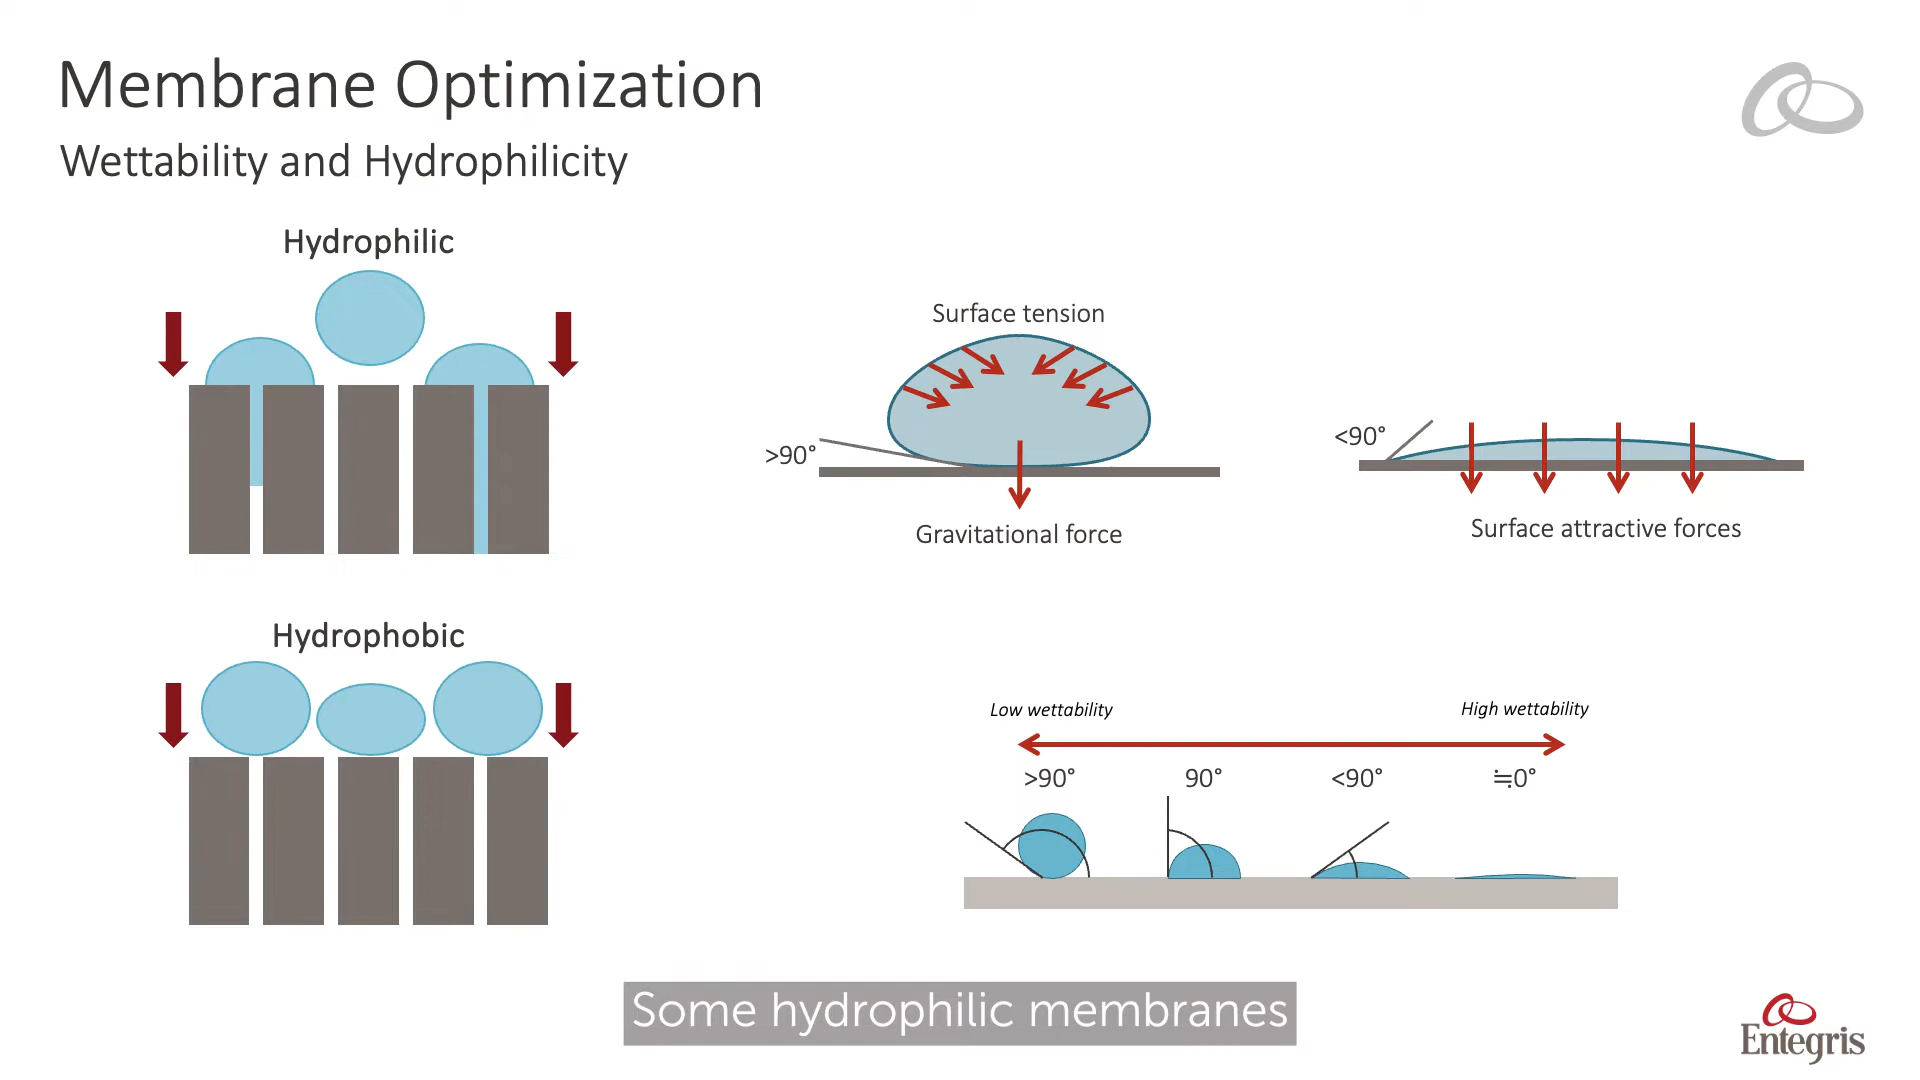 Membrane Optimization
Wettability and Hydrophilicity
Hydrophilic
Surface tension
>90°
Gravitational force
<90°
Surface attractive forces
Hydrophobic
Low wettability
High wettability
>90°
90°
<90°
≒0°
Some hydrophilic membranes
Entegris